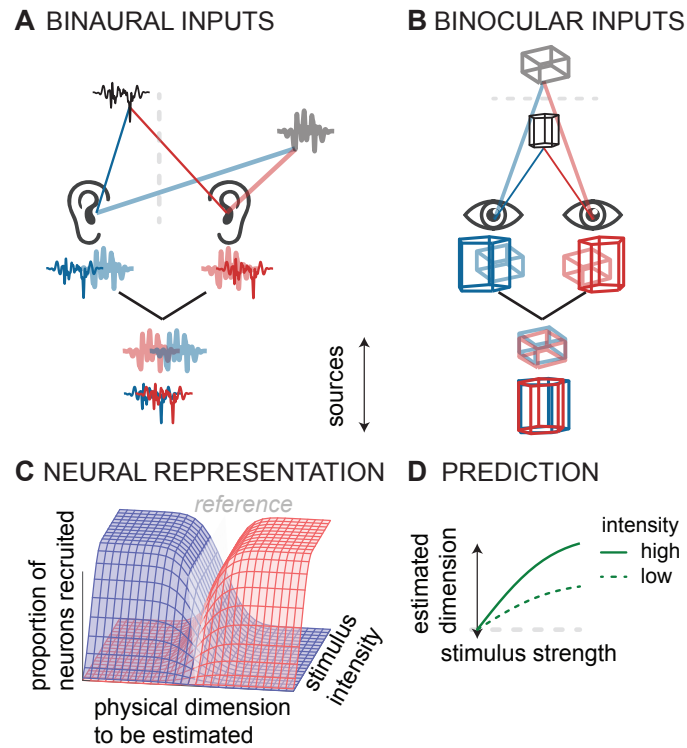 A BINAURAL INPUTS
B BINOCULAR INPUTS
sources
C NEURAL REPRESENTATION
reference
proportion of
neurons recruited
stimulus
intensity
physical dimension
to be estimated
D PREDICTION
estimated
dimension
intensity
high
low
stimulus strength